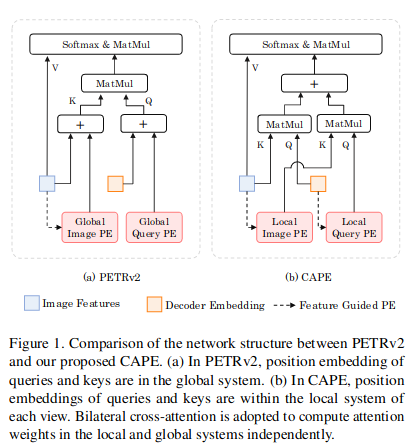 Softmax & MatMul
Softmax & MatMul
V
V
MatMul
+
K
Q
MatMul
MatMul
+
+
K
Q
K
Q
Global
Image PE
Global
Query PE
Local
Image PE
Local
Query PE
(a) PETRv2
(b) CAPE
Image Features
Decoder Embedding
Feature Guided PE
Figure 1. Comparison of the network structure between PETRv2
and our proposed CAPE. (a) In PETRv2, position embedding of
queries and keys are in the global system. (b) In CAPE, position
embeddings of queries and keys are within the local system of
each view. Bilateral cross-attention is adopted to compute attention
weights in the local and global systems independently.